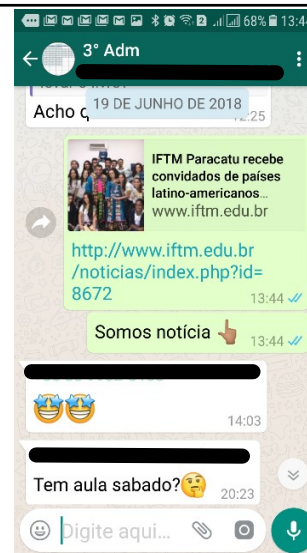 68% 13:44
3° Adm
Acho
19 DE JUNHO DE 2018
12:25
IFTM Paracatu recebe
convidados de países
latino-americanos...
www.iftm.edu.br
http://www.iftm.edu.br
/noticias/index.php?id=
8672
13:44
Somos notícia
13:44
14:03
Tem aula sabado?
20:23
Digite aqui...